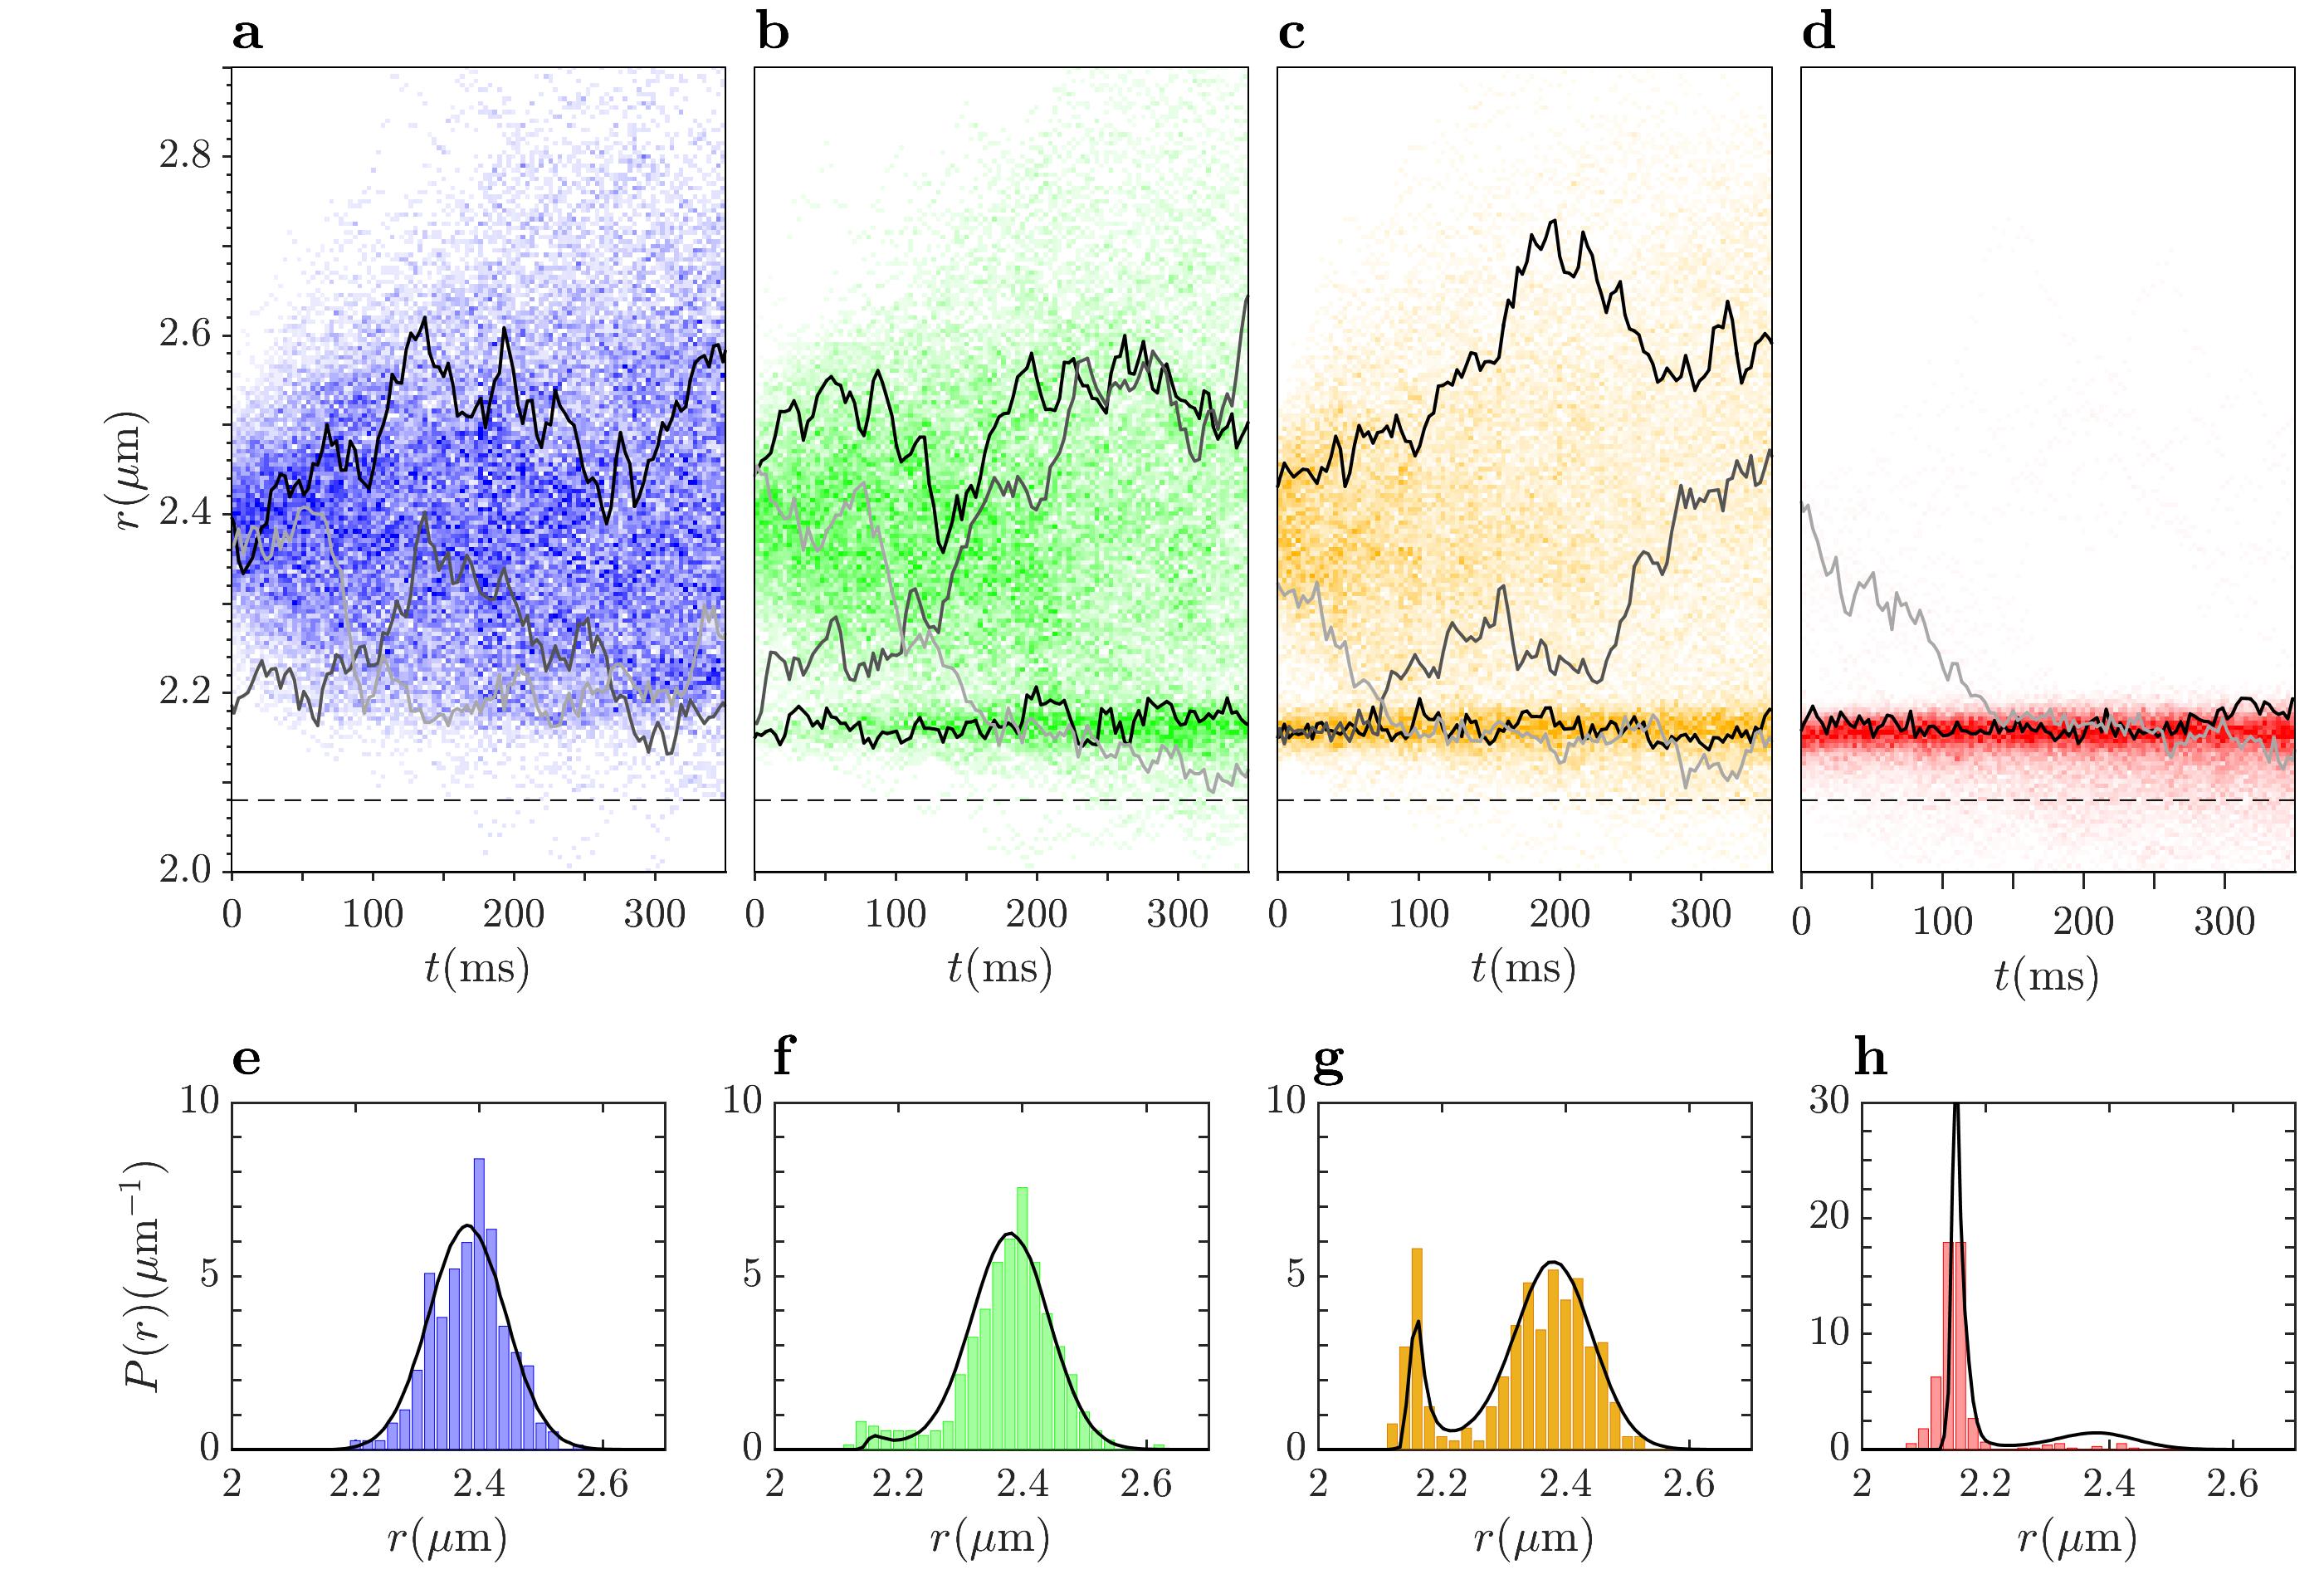 a b c d
2.8
2.6
2.4
2.2
2.0
r(μm)
0 100 200 300 0 100 200 300 0 100 200 300 0 100 200 300
t(ms) t(ms) t(ms) t(ms)
e f g h
10 10 10 30
20
5 5 5
10
0 0 0 0
P(r)(μm⁻¹)
2 2.2 2.4 2.6 2 2.2 2.4 2.6 2 2.2 2.4 2.6 2 2.2 2.4 2.6
r(μm) r(μm) r(μm) r(μm)